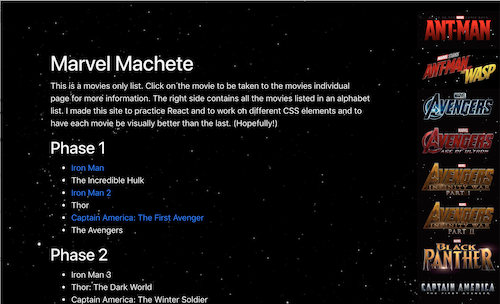 Marvel Machete
This is a movies only list. Click on the movie to be taken to the movies individual
page for more information. The right side contains all the movies listed in an alphabet
list. I made this site to practice React and to work on different CSS elements and to
have each movie be visually better than the last. (Hopefully!)
Phase 1
Iron Man
The Incredible Hulk
Iron Man 2
Thor
Captain America: The First Avenger
The Avengers
Phase 2
Iron Man 3
Thor: The Dark World
Captain America: The Winter Soldier
ANT-MAN
ANT-MAN
AND THE
WASP
AVENGERS
AVENGERS
AGE OF ULTRON
AVENGERS
INFINITY WAR
PART I
AVENGERS
INFINITY WAR
PART II
BLACK
PANTHER
CAPTAIN AMERICA